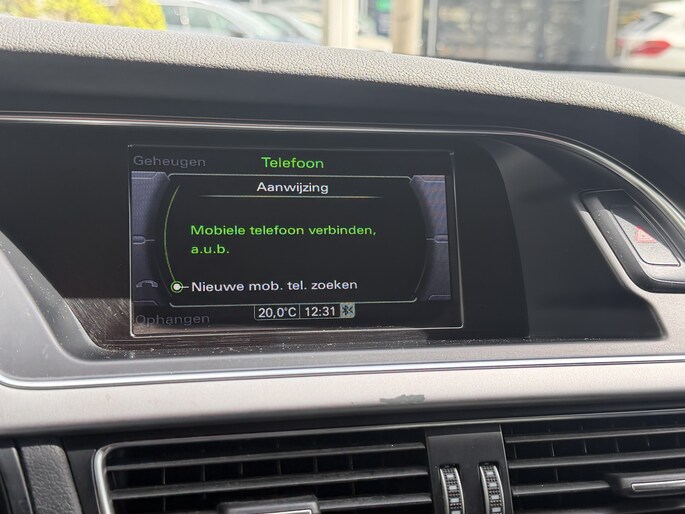 Geheugen
Telefoon
Aanwijzing
Mobiele telefoon verbinden,
a.u.b.
Nieuwe mob. tel. zoeken
Ophangen
20,0°C 12:31